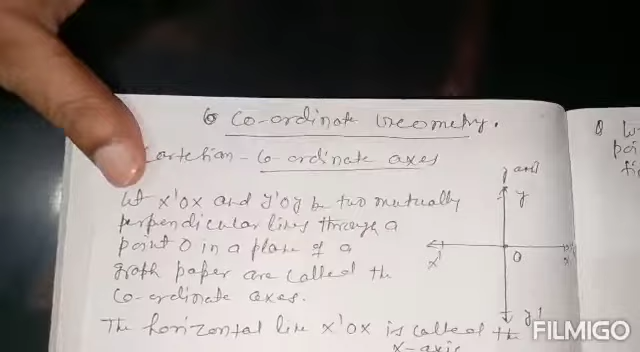 6 Co-ordinate Geometry.
Cartesian - Co-ordinate axes
Let X'OX and Y'OY be two mutually
perpendicular lines through a
point O in a plane of a
graph paper are called the
Co-ordinate axes.
The horizontal line X'OX is called the
x-axis
y
x'
O
y'
FILMIGO